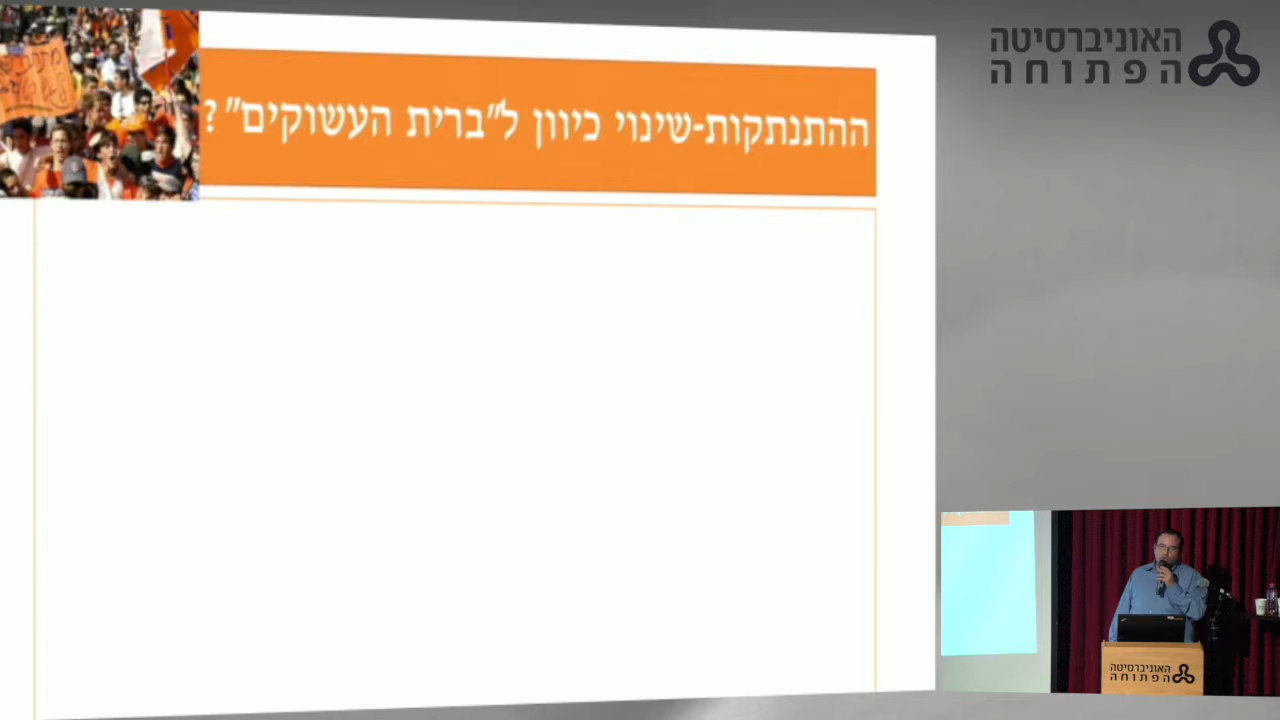 האוניברסיטה
הפתוחה
ההתנתקות-שינוי כיוון ל"ברית העשוקים"?
האוניברסיטה
הפתוחה